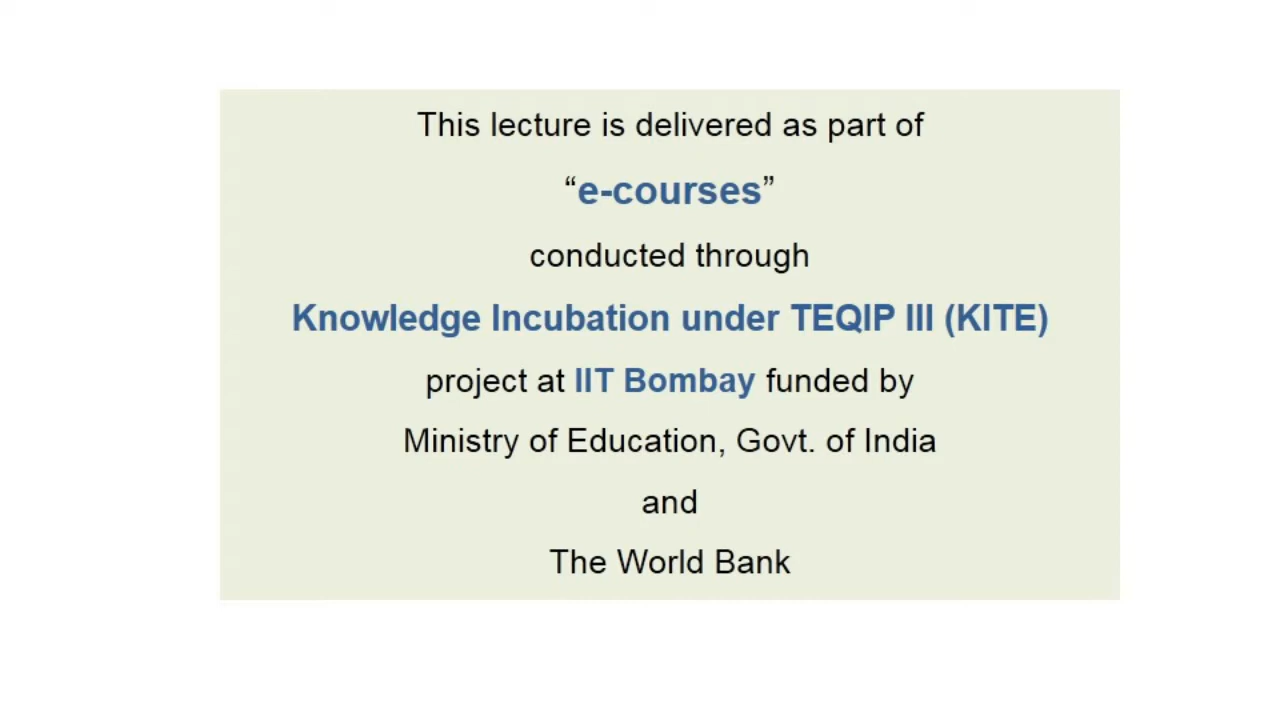 This lecture is delivered as part of
“e-courses”
conducted through
Knowledge Incubation under TEQIP III (KITE)
project at IIT Bombay funded by
Ministry of Education, Govt. of India
and
The World Bank